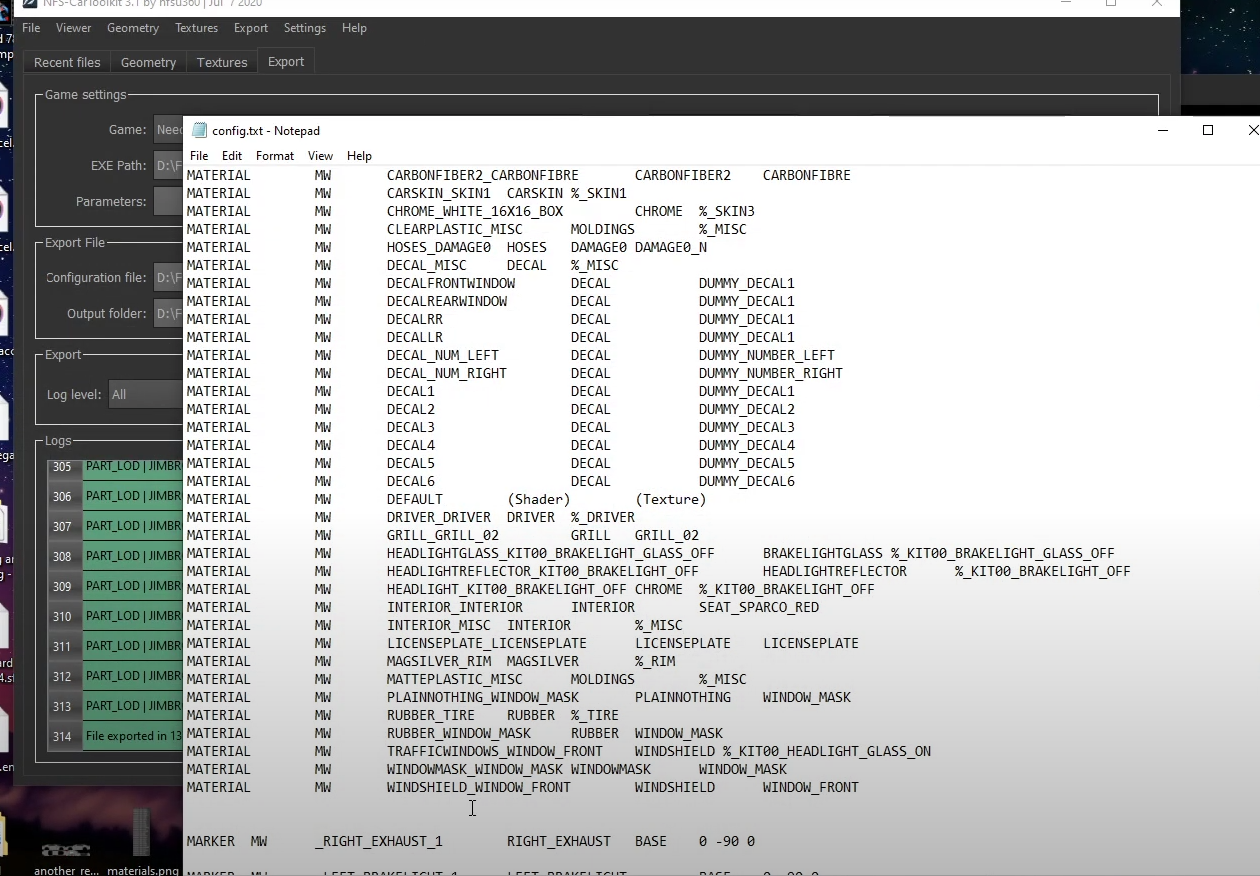 NFS-CarToolkit 3.1 by nfsu360 | Jul 7 2020
File Viewer Geometry Textures Export Settings Help
Recent files Geometry Textures Export
Game settings
Game: Need
EXE Path: D:\F
Parameters:
Export File
Configuration file: D:\F
Output folder: D:\F
Export
Log level: All
Logs
305 PART_LOD | JIMBR
306 PART_LOD | JIMBR
307 PART_LOD | JIMBR
308 PART_LOD | JIMBR
309 PART_LOD | JIMBR
310 PART_LOD | JIMBR
311 PART_LOD | JIMBR
312 PART_LOD | JIMBR
313 PART_LOD | JIMBR
314 File exported in 13
config.txt - Notepad
File Edit Format View Help
MATERIAL MW CARBONFIBER2_CARBONFIBRE CARBONFIBER2 CARBONFIBRE
MATERIAL MW CARSKIN_SKIN1 CARSKIN %_SKIN1
MATERIAL MW CHROME_WHITE_16X16_BOX CHROME %_SKIN3
MATERIAL MW CLEARPLASTIC_MISC MOLDINGS %_MISC
MATERIAL MW HOSES_DAMAGE0 HOSES DAMAGE0 DAMAGE0_N
MATERIAL MW DECAL_MISC DECAL %_MISC
MATERIAL MW DECALFRONTWINDOW DECAL DUMMY_DECAL1
MATERIAL MW DECALREARWINDOW DECAL DUMMY_DECAL1
MATERIAL MW DECALRR DECAL DUMMY_DECAL1
MATERIAL MW DECALLR DECAL DUMMY_DECAL1
MATERIAL MW DECAL_NUM_LEFT DECAL DUMMY_NUMBER_LEFT
MATERIAL MW DECAL_NUM_RIGHT DECAL DUMMY_NUMBER_RIGHT
MATERIAL MW DECAL1 DECAL DUMMY_DECAL1
MATERIAL MW DECAL2 DECAL DUMMY_DECAL2
MATERIAL MW DECAL3 DECAL DUMMY_DECAL3
MATERIAL MW DECAL4 DECAL DUMMY_DECAL4
MATERIAL MW DECAL5 DECAL DUMMY_DECAL5
MATERIAL MW DECAL6 DECAL DUMMY_DECAL6
MATERIAL MW DEFAULT (Shader) (Texture)
MATERIAL MW DRIVER_DRIVER DRIVER %_DRIVER
MATERIAL MW GRILL_GRILL_02 GRILL GRILL_02
MATERIAL MW HEADLIGHTGLASS_KIT00_BRAKELIGHT_GLASS_OFF BRAKELIGHTGLASS %_KIT00_BRAKELIGHT_GLASS_OFF
MATERIAL MW HEADLIGHTREFLECTOR_KIT00_BRAKELIGHT_OFF HEADLIGHTREFLECTOR %_KIT00_BRAKELIGHT_OFF
MATERIAL MW HEADLIGHT_KIT00_BRAKELIGHT_OFF CHROME %_KIT00_BRAKELIGHT_OFF
MATERIAL MW INTERIOR_INTERIOR INTERIOR SEAT_SPARCO_RED
MATERIAL MW INTERIOR_MISC INTERIOR %_MISC
MATERIAL MW LICENSEPLATE_LICENSEPLATE LICENSEPLATE LICENSEPLATE
MATERIAL MW MAGSILVER_RIM MAGSILVER %_RIM
MATERIAL MW MATTEPLASTIC_MISC MOLDINGS %_MISC
MATERIAL MW PLAINNOTHING_WINDOW_MASK PLAINNOTHING WINDOW_MASK
MATERIAL MW RUBBER_TIRE RUBBER %_TIRE
MATERIAL MW RUBBER_WINDOW_MASK RUBBER WINDOW_MASK
MATERIAL MW TRAFFICWINDOWS_WINDOW_FRONT WINDSHIELD %_KIT00_HEADLIGHT_GLASS_ON
MATERIAL MW WINDOWMASK_WINDOW_MASK WINDOWMASK WINDOW_MASK
MATERIAL MW WINDSHIELD_WINDOW_FRONT WINDSHIELD WINDOW_FRONT
MARKER MW _RIGHT_EXHAUST_1 RIGHT_EXHAUST BASE 0 -90 0
MARKER MW _LEFT_BRAKELIGHT_1 LEFT_BRAKELIGHT BASE 0 -90 0
another_re... materials.png